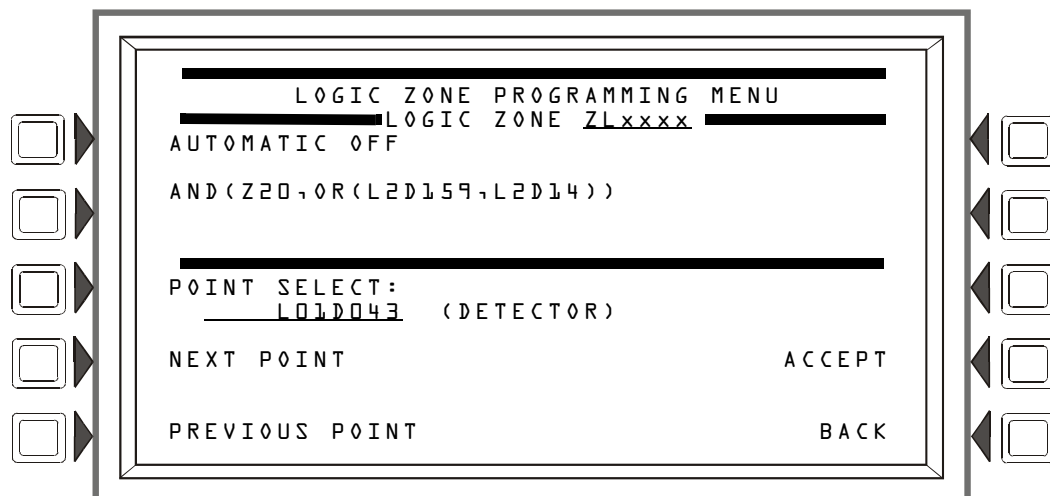 LOGIC ZONE PROGRAMMING MENU
LOGIC ZONE ZLxxxx
AUTOMATIC OFF
AND(Z20,OR(L2D159,L2D14))
POINT SELECT:
L01D043 (DETECTOR)
NEXT POINT ACCEPT
PREVIOUS POINT BACK